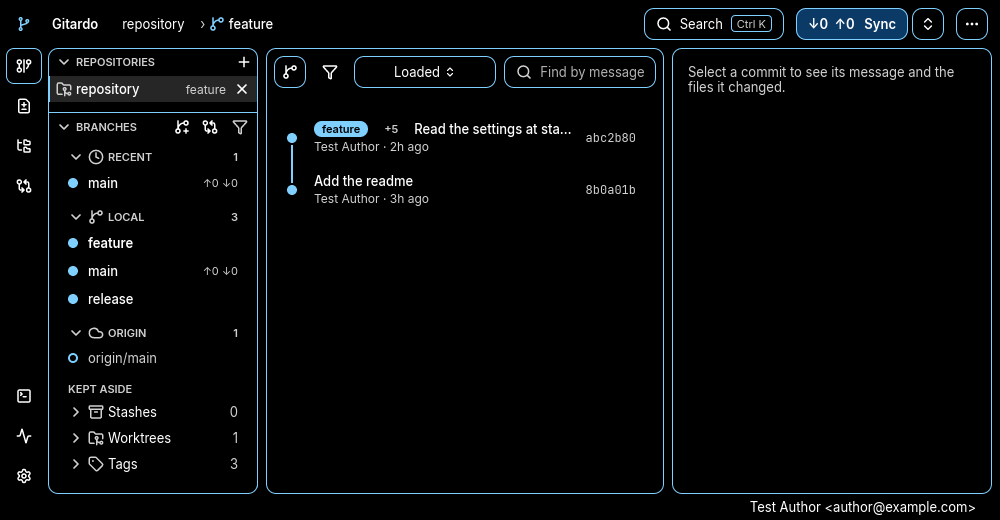 Gitardo repository › feature Search Ctrl K ↓0 ↑0 Sync
REPOSITORIES
repository feature
BRANCHES
RECENT 1
main ↑0 ↓0
LOCAL 3
feature
main ↑0 ↓0
release
ORIGIN 1
origin/main
KEPT ASIDE
Stashes 0
Worktrees 1
Tags 3
Loaded Find by message
feature +5 Read the settings at sta... abc2b80
Test Author · 2h ago
Add the readme 8b0a01b
Test Author · 3h ago
Select a commit to see its message and the
files it changed.
Test Author <author@example.com>